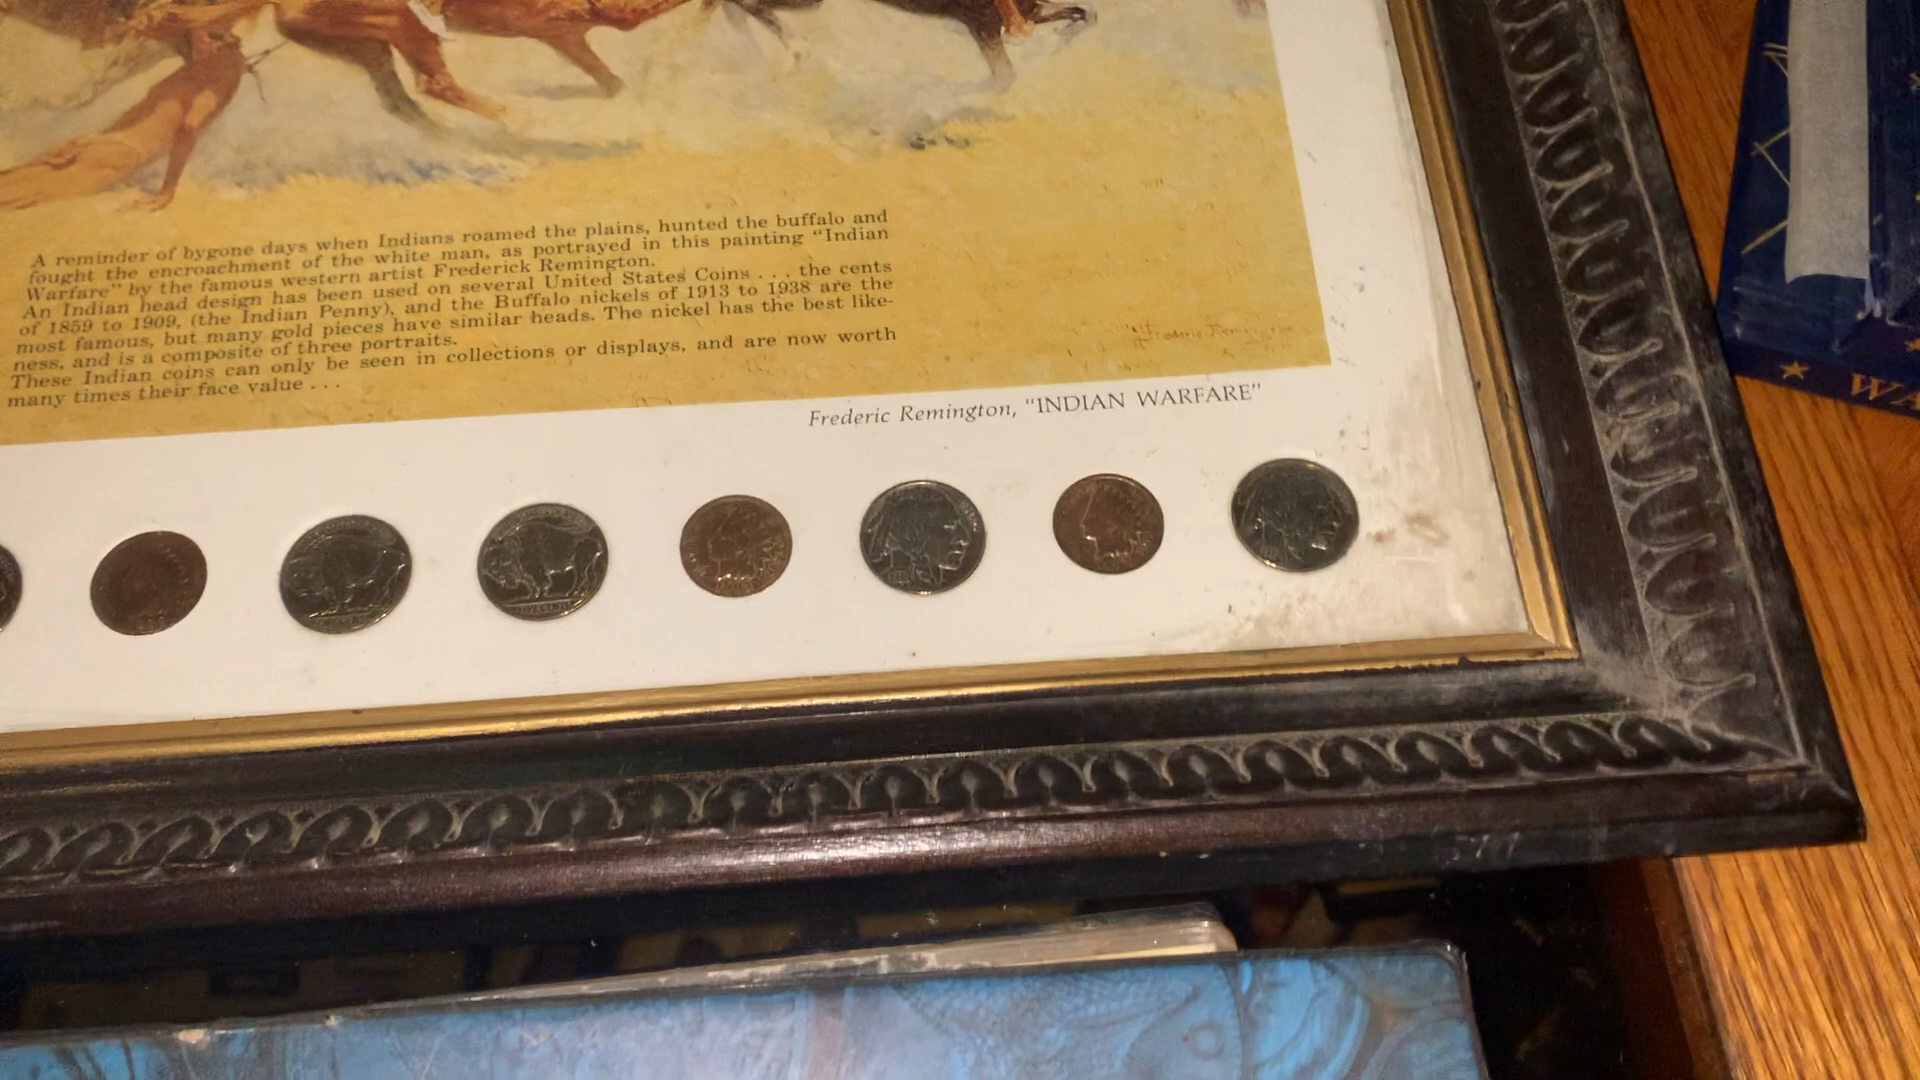 A reminder of bygone days when Indians roamed the plains, hunted the buffalo and
fought the encroachment of the white man, as portrayed in this painting “Indian
Warfare” by the famous western artist Frederick Remington.
An Indian head design has been used on several United States Coins . . . the cents
of 1859 to 1909, (the Indian Penny), and the Buffalo nickels of 1913 to 1938 are the
most famous, but many gold pieces have similar heads. The nickel has the best like-
ness, and is a composite of three portraits.
These Indian coins can only be seen in collections or displays, and are now worth
many times their face value . . .
Frederic Remington
Frederic Remington, "INDIAN WARFARE"
WA